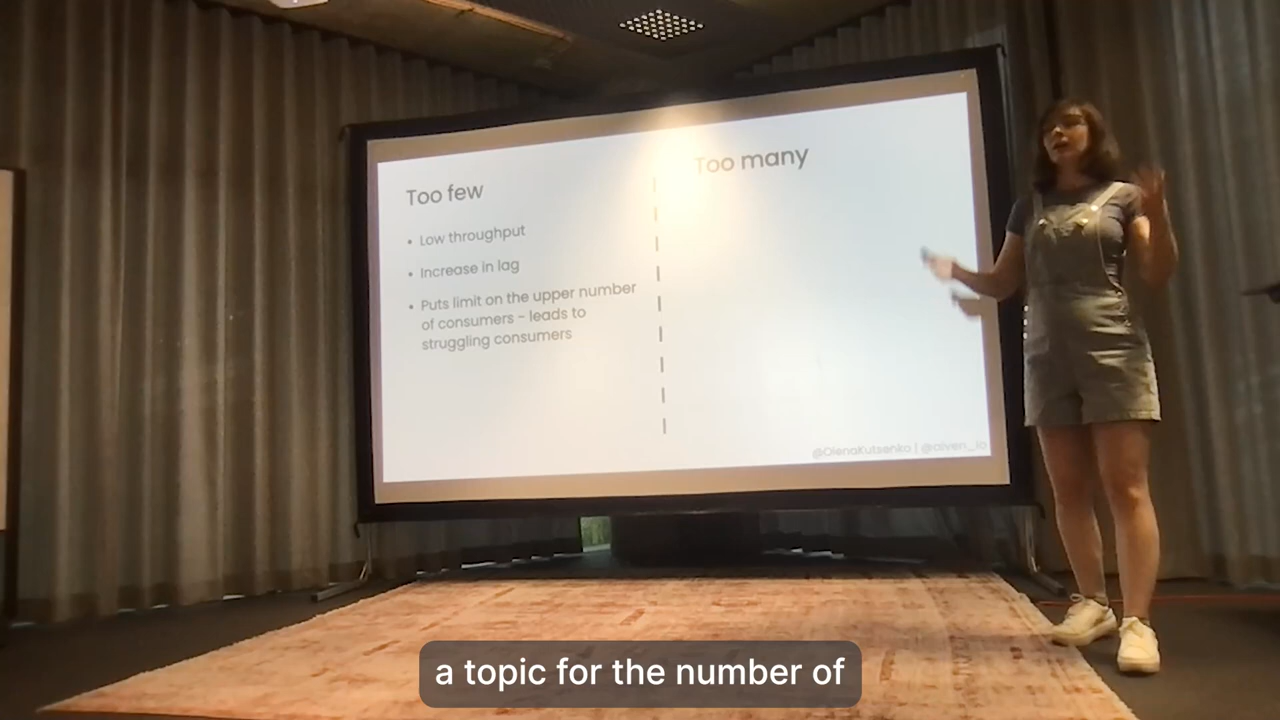 Too few
• Low throughput
• Increase in lag
• Puts limit on the upper number
of consumers - leads to
struggling consumers
Too many
@OlenaKutsenko | @aiven_io
a topic for the number of